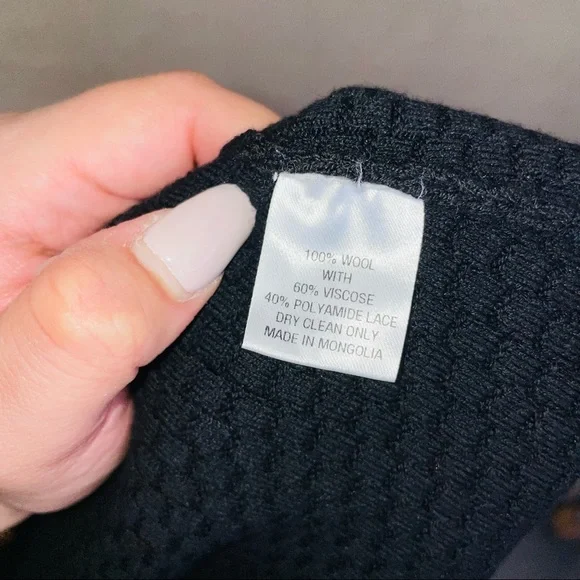 100% WOOL
WITH
60% VISCOSE
40% POLYAMIDE LACE
DRY CLEAN ONLY
MADE IN MONGOLIA